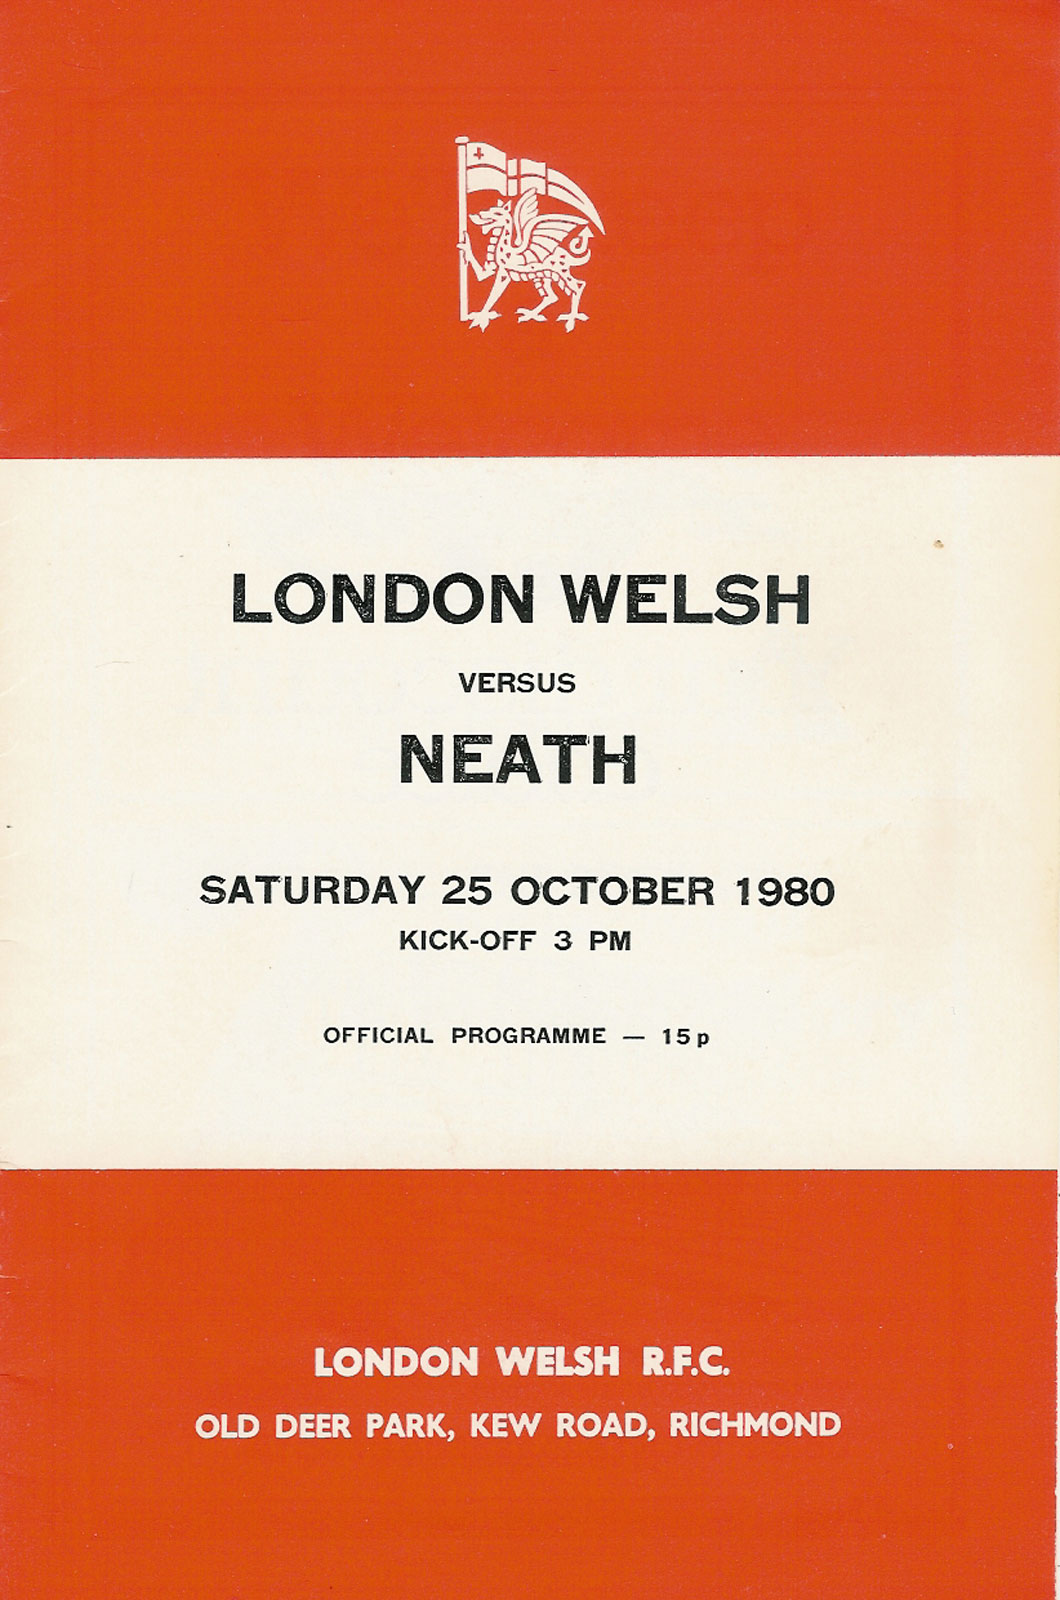 LONDON WELSH
VERSUS
NEATH
SATURDAY 25 OCTOBER 1980
KICK-OFF 3 PM
OFFICIAL PROGRAMME — 15p
LONDON WELSH R.F.C.
OLD DEER PARK, KEW ROAD, RICHMOND